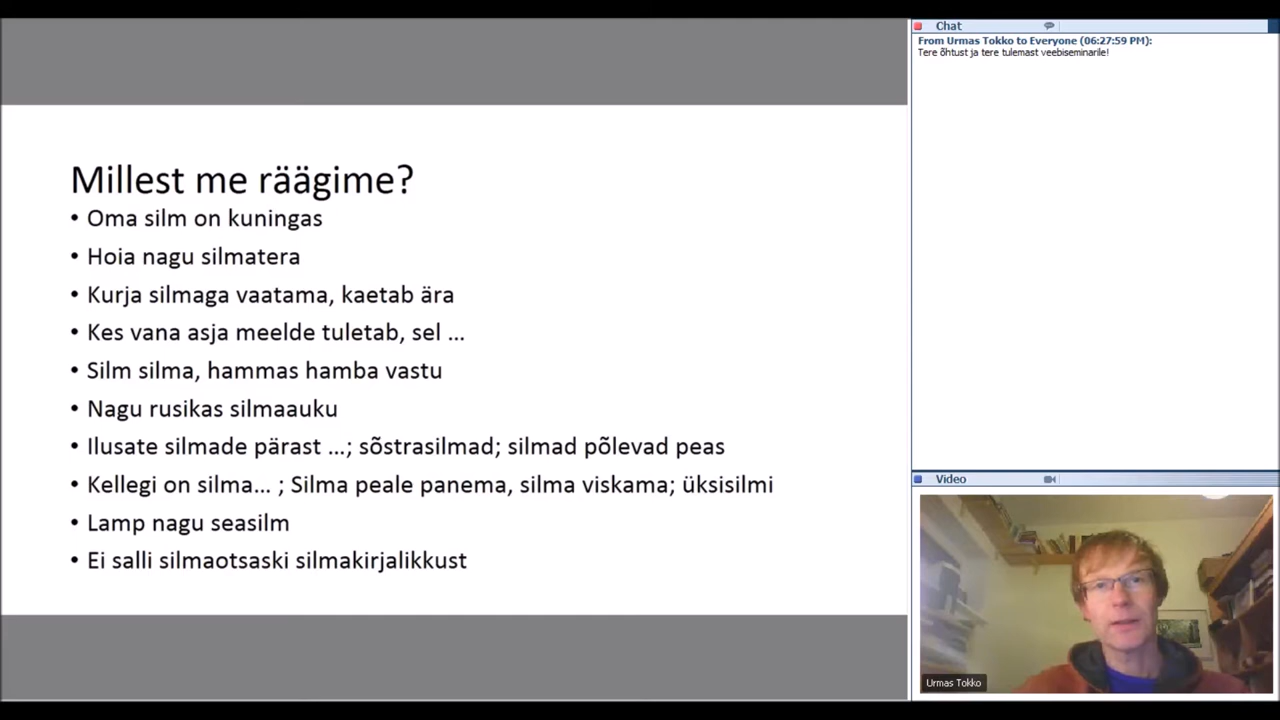 Millest me räägime?
• Oma silm on kuningas
• Hoia nagu silmatera
• Kurja silmaga vaatama, kaetab ära
• Kes vana asja meelde tuletab, sel ...
• Silm silma, hammas hamba vastu
• Nagu rusikas silmaauku
• Ilusate silmade pärast ...; sõstrasilmad; silmad põlevad peas
• Kellegi on silma... ; Silma peale panema, silma viskama; üksisilmi
• Lamp nagu seasilm
• Ei salli silmaotsaski silmakirjalikkust
Chat
From Urmas Tokko to Everyone (06:27:59 PM):
Tere õhtust ja tere tulemast veebiseminarile!
Video
Urmas Tokko